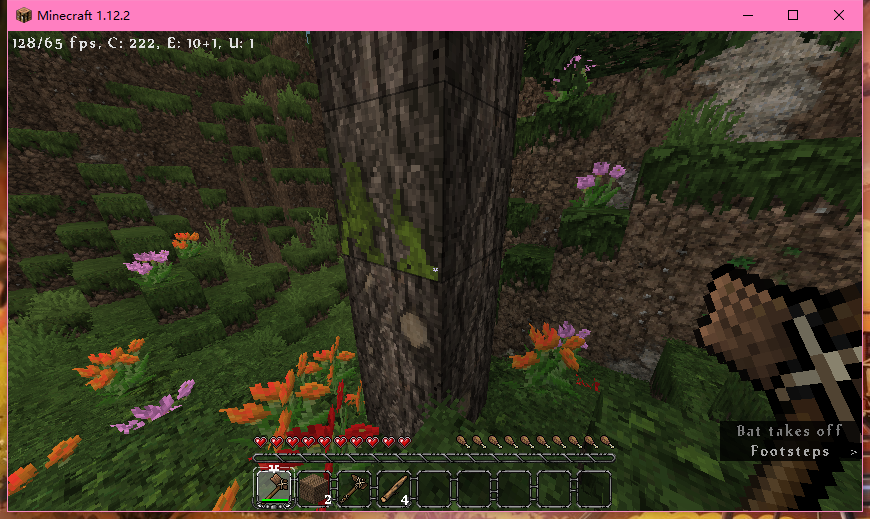 Minecraft 1.12.2
128/65 fps, C: 222, E: 10+1, U: 1
Bat takes off
Footsteps >
2
4